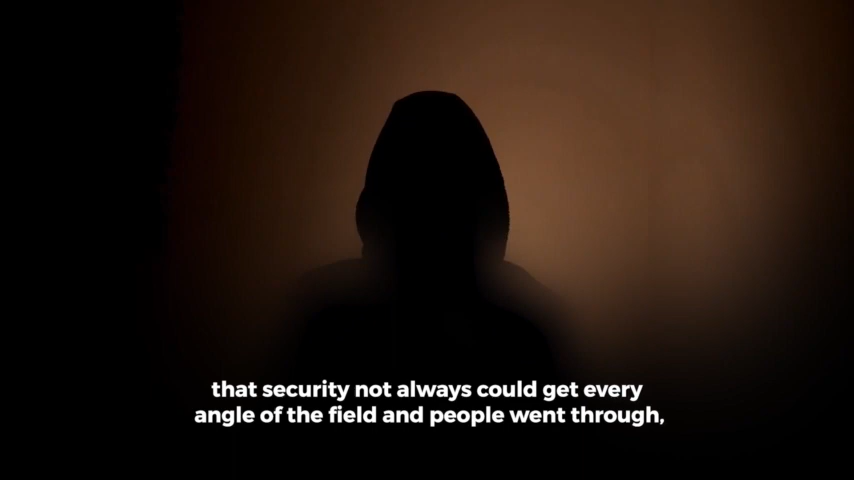 that security not always could get every
angle of the field and people went through,